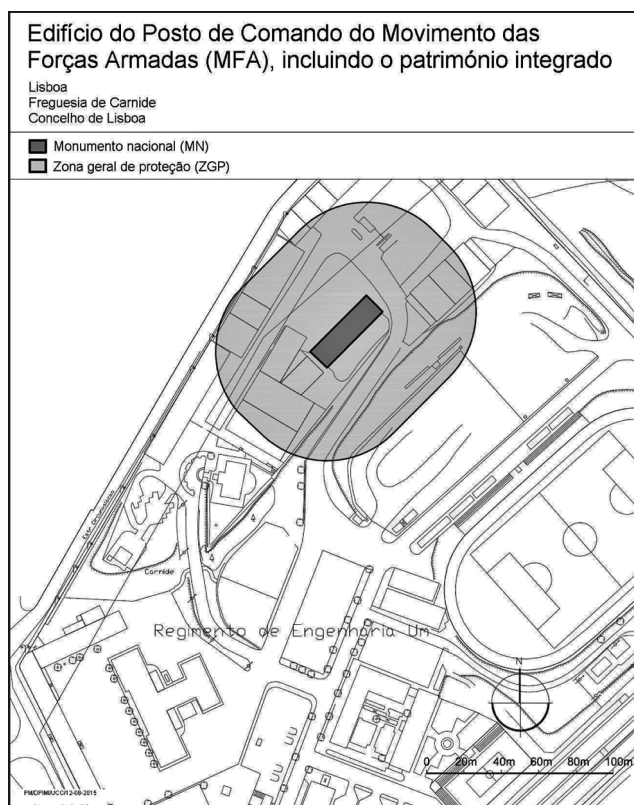 Edifício do Posto de Comando do Movimento das
Forças Armadas (MFA), incluindo o património integrado
Lisboa
Freguesia de Carnide
Concelho de Lisboa
Monumento nacional (MN)
Zona geral de proteção (ZGP)
Carnide
Regimento de Engenharia Um
N
0 20m 40m 60m 80m 100m